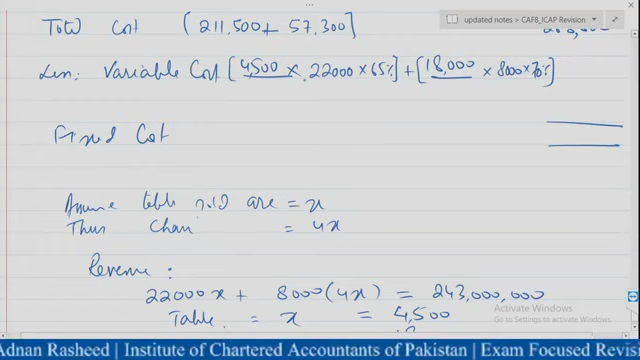 updated notes > CAF8_ICAP Revision
Total Cost [211,500 + 57,300]
Less: Variable Cost [4,500 × 22000 × 65%] + [18,000 × 8000 × 70%]
Fixed Cost
Assume table sold are = x
Thus Chair = 4x
Revenue:
22000x + 8000(4x) = 243,000,000
Table = x = 4,500
Activate Windows
Go to Settings to activate Windows.
Adnan Rasheed | Institute of Chartered Accountants of Pakistan | Exam Focused Revis